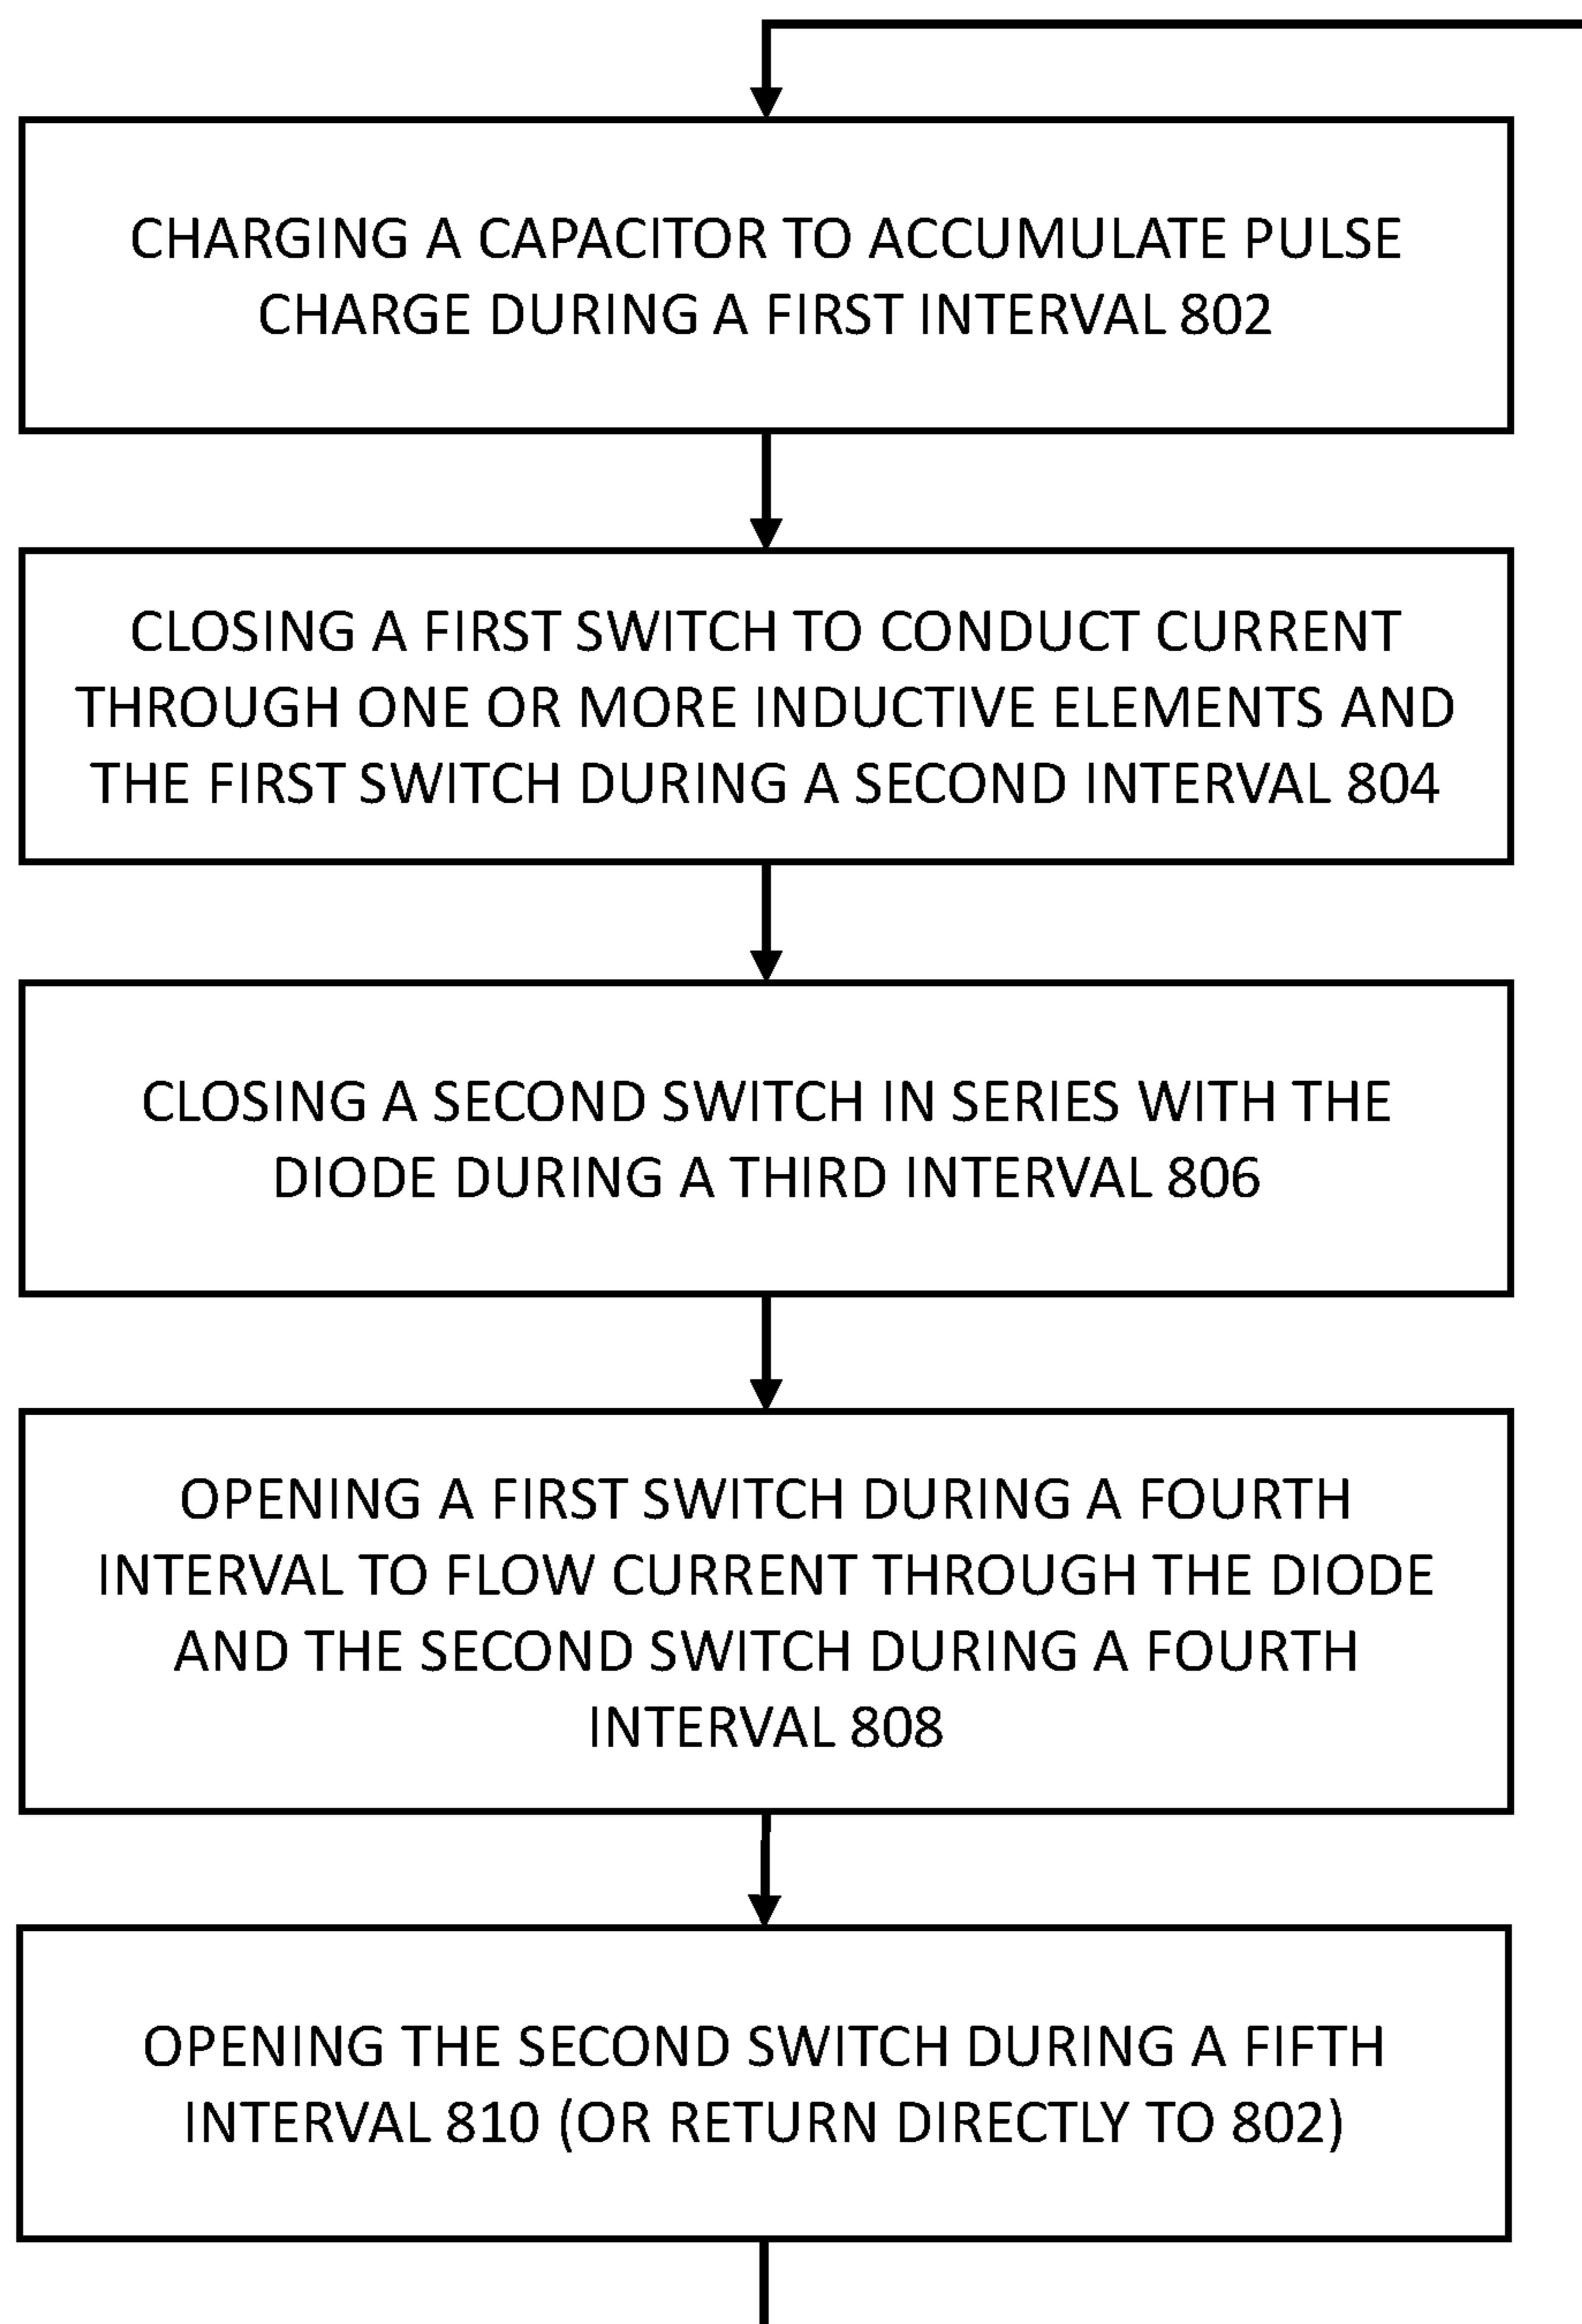 CHARGING A CAPACITOR TO ACCUMULATE PULSE
CHARGE DURING A FIRST INTERVAL 802
CLOSING A FIRST SWITCH TO CONDUCT CURRENT
THROUGH ONE OR MORE INDUCTIVE ELEMENTS AND
THE FIRST SWITCH DURING A SECOND INTERVAL 804
CLOSING A SECOND SWITCH IN SERIES WITH THE
DIODE DURING A THIRD INTERVAL 806
OPENING A FIRST SWITCH DURING A FOURTH
INTERVAL TO FLOW CURRENT THROUGH THE DIODE
AND THE SECOND SWITCH DURING A FOURTH
INTERVAL 808
OPENING THE SECOND SWITCH DURING A FIFTH
INTERVAL 810 (OR RETURN DIRECTLY TO 802)